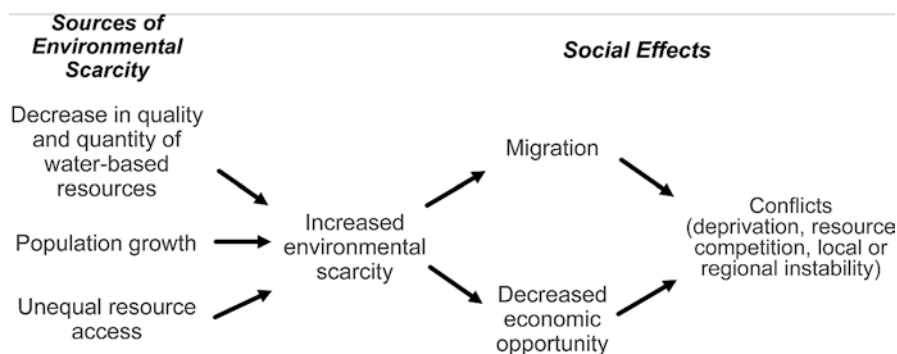 Sources of
Environmental
Scarcity
Social Effects
Decrease in quality
and quantity of
water-based
resources
Population growth
Unequal resource
access
Increased
environmental
scarcity
Migration
Decreased
economic
opportunity
Conflicts
(deprivation, resource
competition, local or
regional instability)